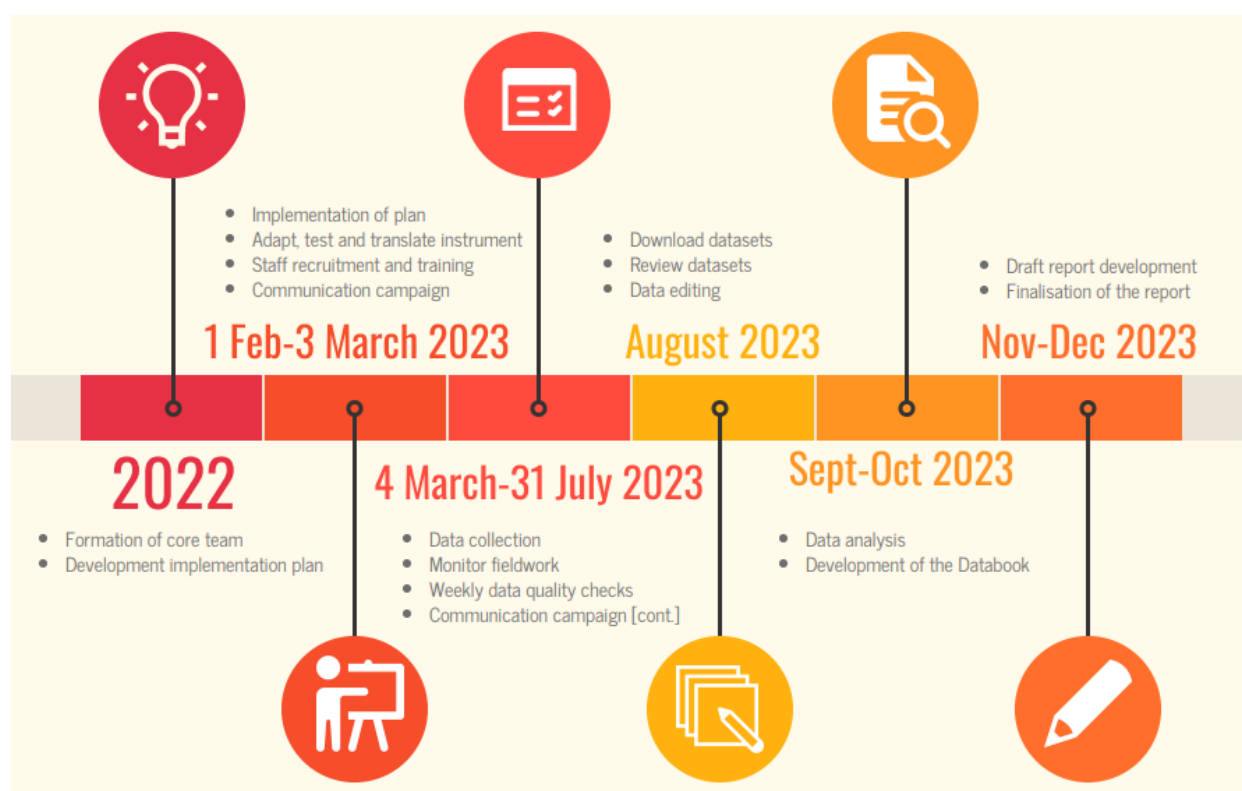 2022
• Formation of core team
• Development implementation plan
• Implementation of plan
• Adapt, test and translate instrument
• Staff recruitment and training
• Communication campaign
1 Feb-3 March 2023
4 March-31 July 2023
• Data collection
• Monitor fieldwork
• Weekly data quality checks
• Communication campaign [cont.]
• Download datasets
• Review datasets
• Data editing
August 2023
Sept-Oct 2023
• Data analysis
• Development of the Databook
• Draft report development
• Finalisation of the report
Nov-Dec 2023